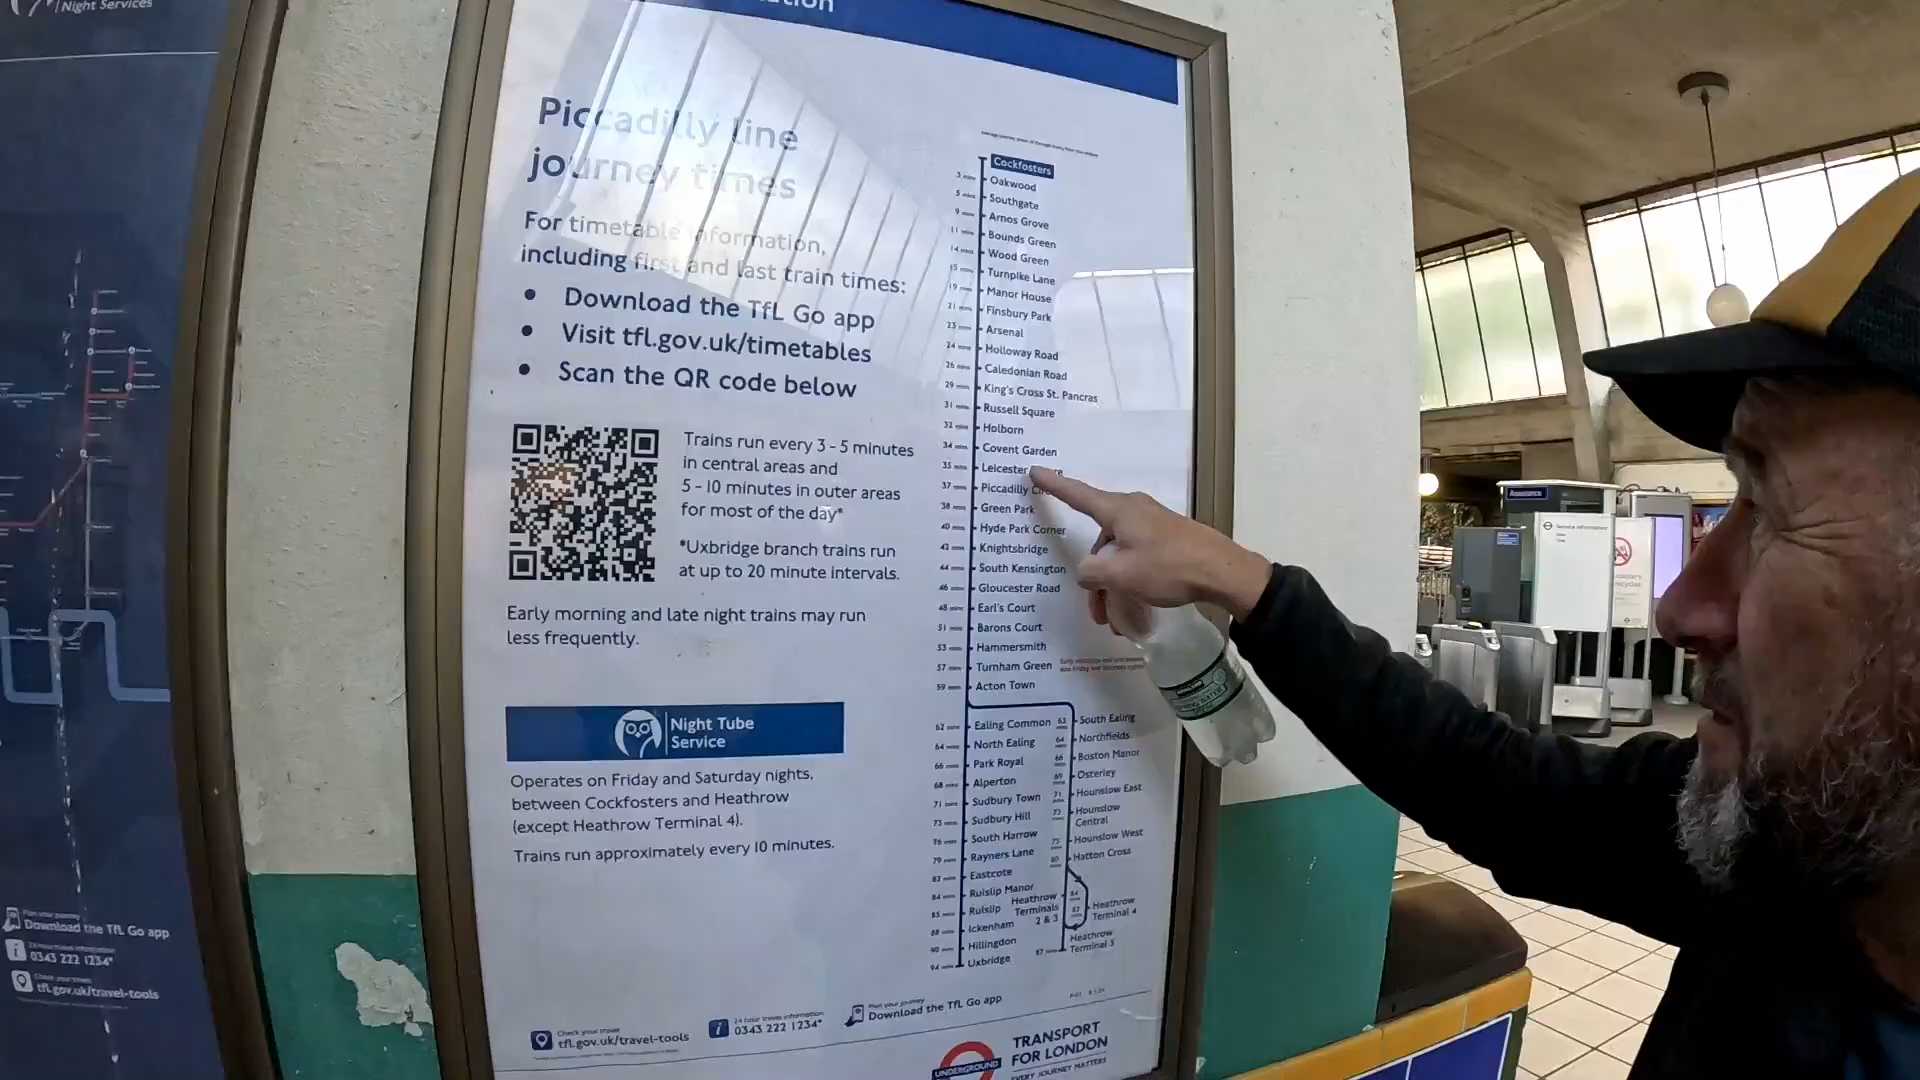 Night Services
Piccadilly line
journey times
For timetable information,
including first and last train times:
• Download the TfL Go app
• Visit tfl.gov.uk/timetables
• Scan the QR code below
Trains run every 3 - 5 minutes
in central areas and
5 - 10 minutes in outer areas
for most of the day*
*Uxbridge branch trains run
at up to 20 minute intervals.
Early morning and late night trains may run
less frequently.
Night Tube
Service
Operates on Friday and Saturday nights,
between Cockfosters and Heathrow
(except Heathrow Terminal 4).
Trains run approximately every 10 minutes.
Cockfosters
3 mins Oakwood
5 mins Southgate
9 mins Arnos Grove
11 mins Bounds Green
14 mins Wood Green
15 mins Turnpike Lane
19 mins Manor House
21 mins Finsbury Park
23 mins Arsenal
24 mins Holloway Road
26 mins Caledonian Road
29 mins King's Cross St. Pancras
31 mins Russell Square
32 mins Holborn
34 mins Covent Garden
35 mins Leicester
37 mins Piccadilly
38 mins Green Park
40 mins Hyde Park Corner
42 mins Knightsbridge
44 mins South Kensington
46 mins Gloucester Road
48 mins Earl's Court
51 mins Barons Court
53 mins Hammersmith
57 mins Turnham Green
59 mins Acton Town
62 mins Ealing Common
64 mins North Ealing
66 mins Park Royal
68 mins Alperton
71 mins Sudbury Town
73 mins Sudbury Hill
76 mins South Harrow
79 mins Rayners Lane
82 mins Eastcote
84 mins Ruislip Manor
85 mins Ruislip
88 mins Ickenham
90 mins Hillingdon
94 mins Uxbridge
63 South Ealing
64 Northfields
66 Boston Manor
69 Osterley
71 Hounslow East
73 Hounslow
Central
75 Hounslow West
80 Hatton Cross
Heathrow
Terminals
2 & 3
Heathrow
Terminal 4
87 mins Heathrow
Terminal 5
Check your travel
tfl.gov.uk/travel-tools
24 hour travel information
0343 222 1234*
Plan your journey
Download the TfL Go app
UNDERGROUND
TRANSPORT
FOR LONDON
EVERY JOURNEY MATTERS
Plan your journey
Download the TfL Go app
24 hour travel information
0343 222 1234*
Check your travel
tfl.gov.uk/travel-tools
Assistance
Service information